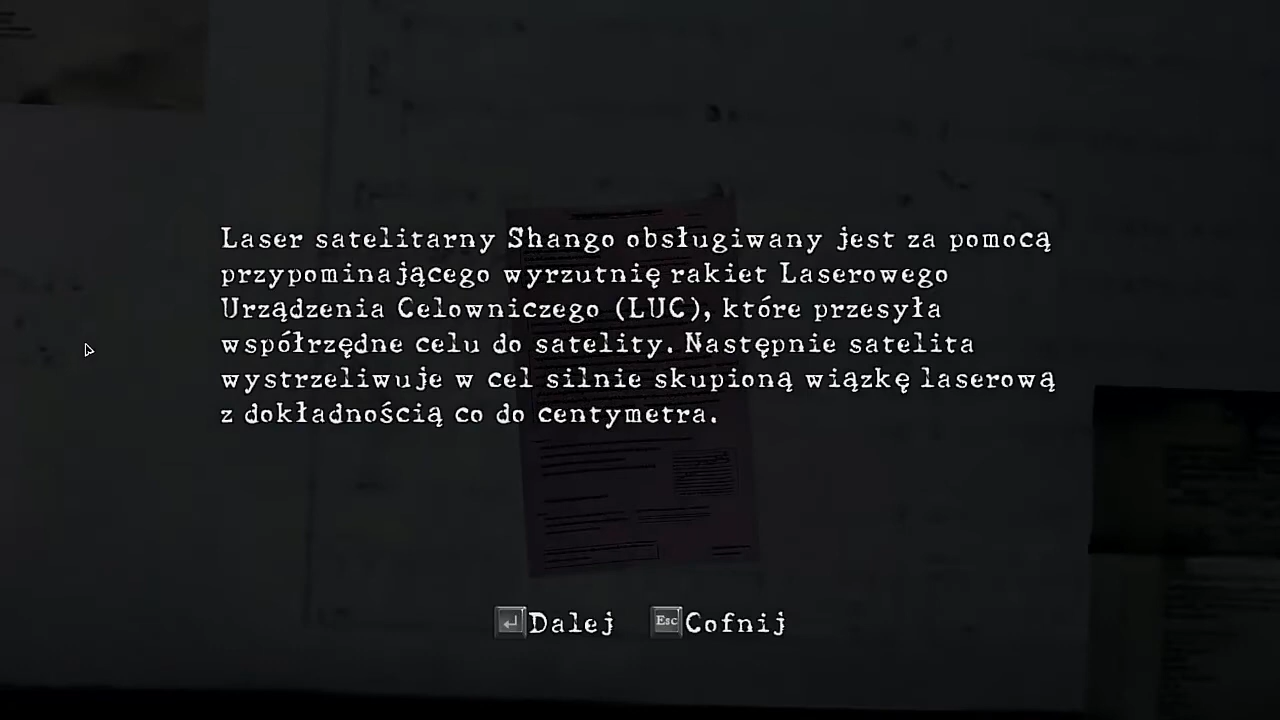 Laser satelitarny Shango obsługiwany jest za pomocą
przypominającego wyrzutnię rakiet Laserowego
Urządzenia Celowniczego (LUC), które przesyła
współrzędne celu do satelity. Następnie satelita
wystrzeliwuje w cel silnie skupioną wiązkę laserową
z dokładnością co do centymetra.
Dalej Esc Cofnij